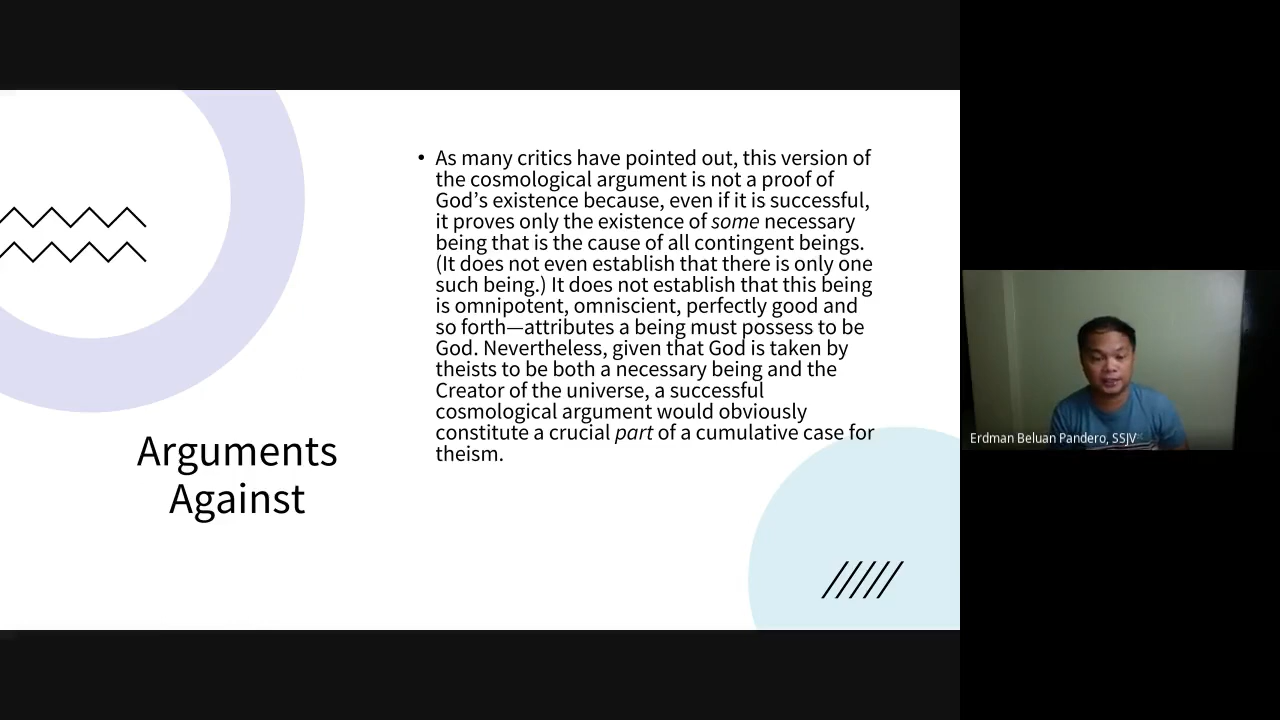 • As many critics have pointed out, this version of
the cosmological argument is not a proof of
God’s existence because, even if it is successful,
it proves only the existence of some necessary
being that is the cause of all contingent beings.
(It does not even establish that there is only one
such being.) It does not establish that this being
is omnipotent, omniscient, perfectly good and
so forth—attributes a being must possess to be
God. Nevertheless, given that God is taken by
theists to be both a necessary being and the
Creator of the universe, a successful
cosmological argument would obviously
constitute a crucial part of a cumulative case for
theism.
Arguments
Against
Erdman Beluan Pandero, SSJV